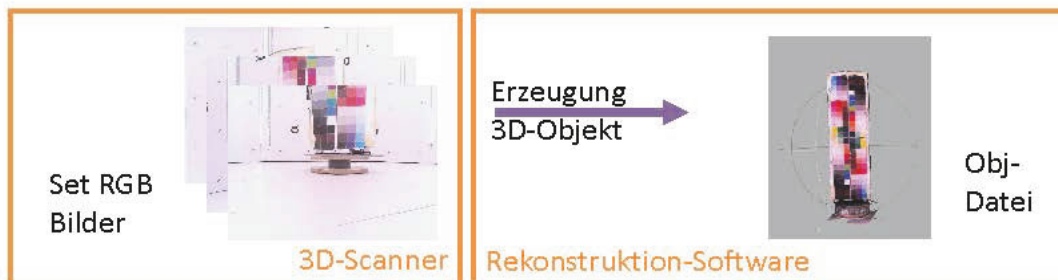 Set RGB
Bilder
3D-Scanner
Erzeugung
3D-Objekt
Obj-
Datei
Rekonstruktion-Software